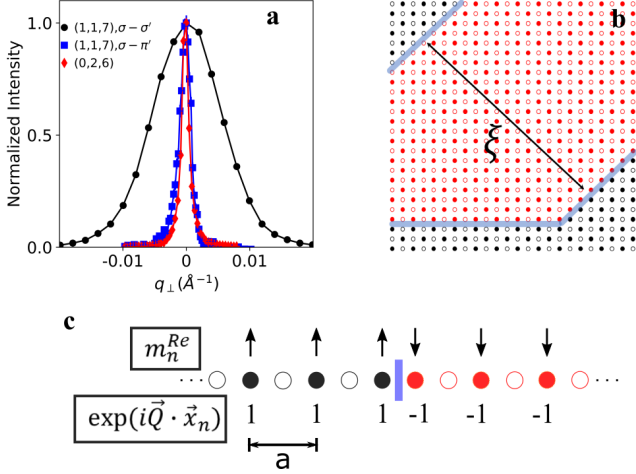 a
(1,1,7),σ−σ′
(1,1,7),σ−π′
(0,2,6)
Normalized Intensity
1.0
0.5
0.0
-0.01 0 0.01
q⊥(Å⁻¹)
b
ξ
c
m_n^{Re}
··· ···
exp(iQ⃗ · x⃗_n) 1 1 1 -1 -1 -1
a